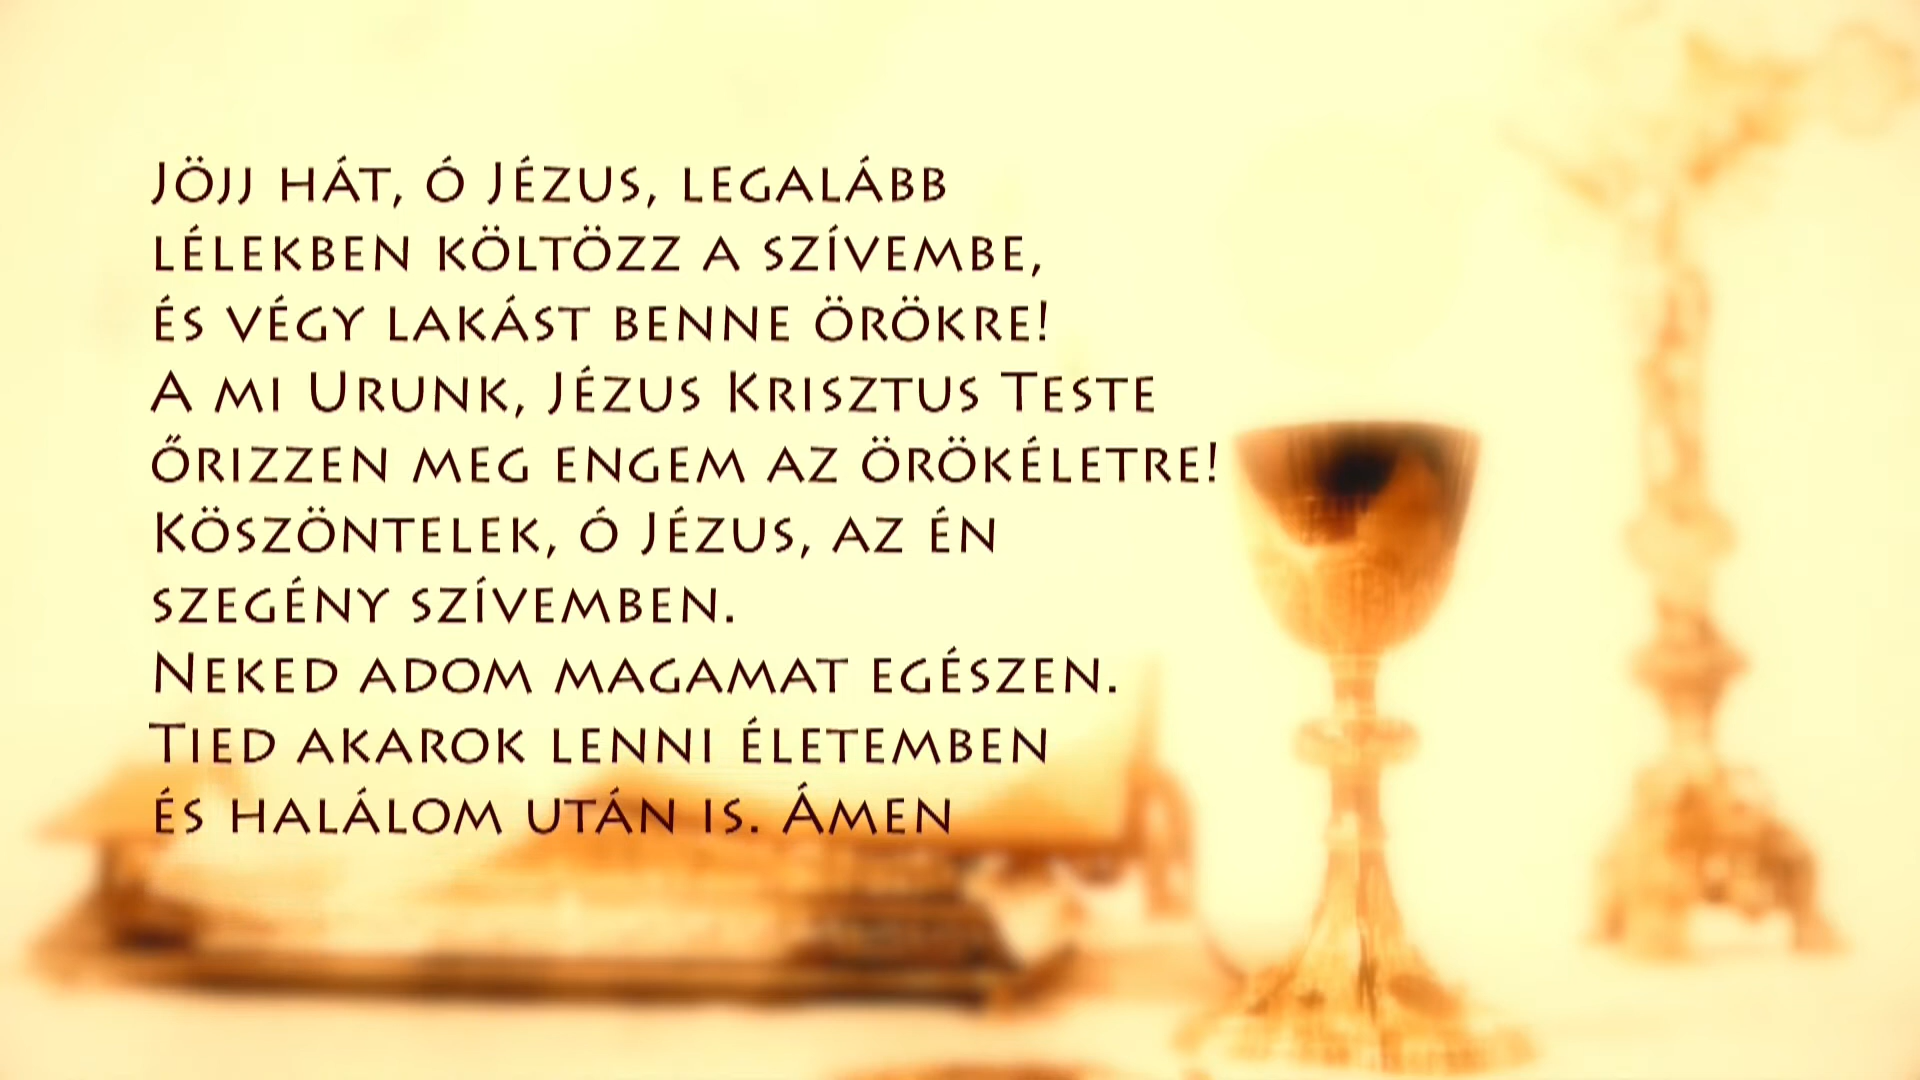 Jöjj hát, ó Jézus, legalább
lélekben költözz a szívembe,
és végy lakást benne örökre!
A mi Urunk, Jézus Krisztus Teste
őrizzen meg engem az örökéletre!
Köszöntelek, ó Jézus, az én
szegény szívemben.
Neked adom magamat egészen.
Tied akarok lenni életemben
és halálom után is. Ámen